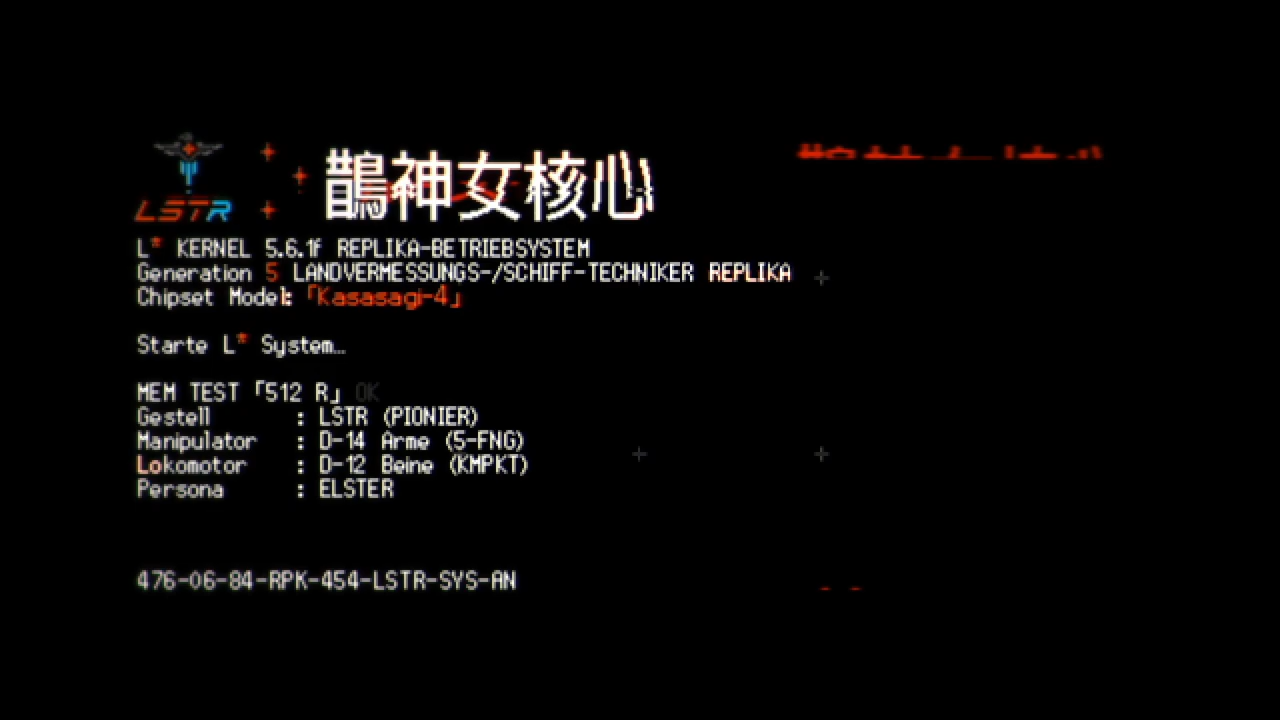 LSTR
鵲神女核心
L* KERNEL 5.6.1f REPLIKA-BETRIEBSYSTEM
Generation 5 LANDVERMESSUNGS-/SCHIFF-TECHNIKER REPLIKA
Chipset Model:「Kasasagi-4」
Starte L* System…
MEM TEST「512 R」OK
Gestell : LSTR (PIONIER)
Manipulator : D-14 Arme (5-FNG)
Lokomotor : D-12 Beine (KMPKT)
Persona : ELSTER
476-06-84-RPK-454-LSTR-SYS-AN